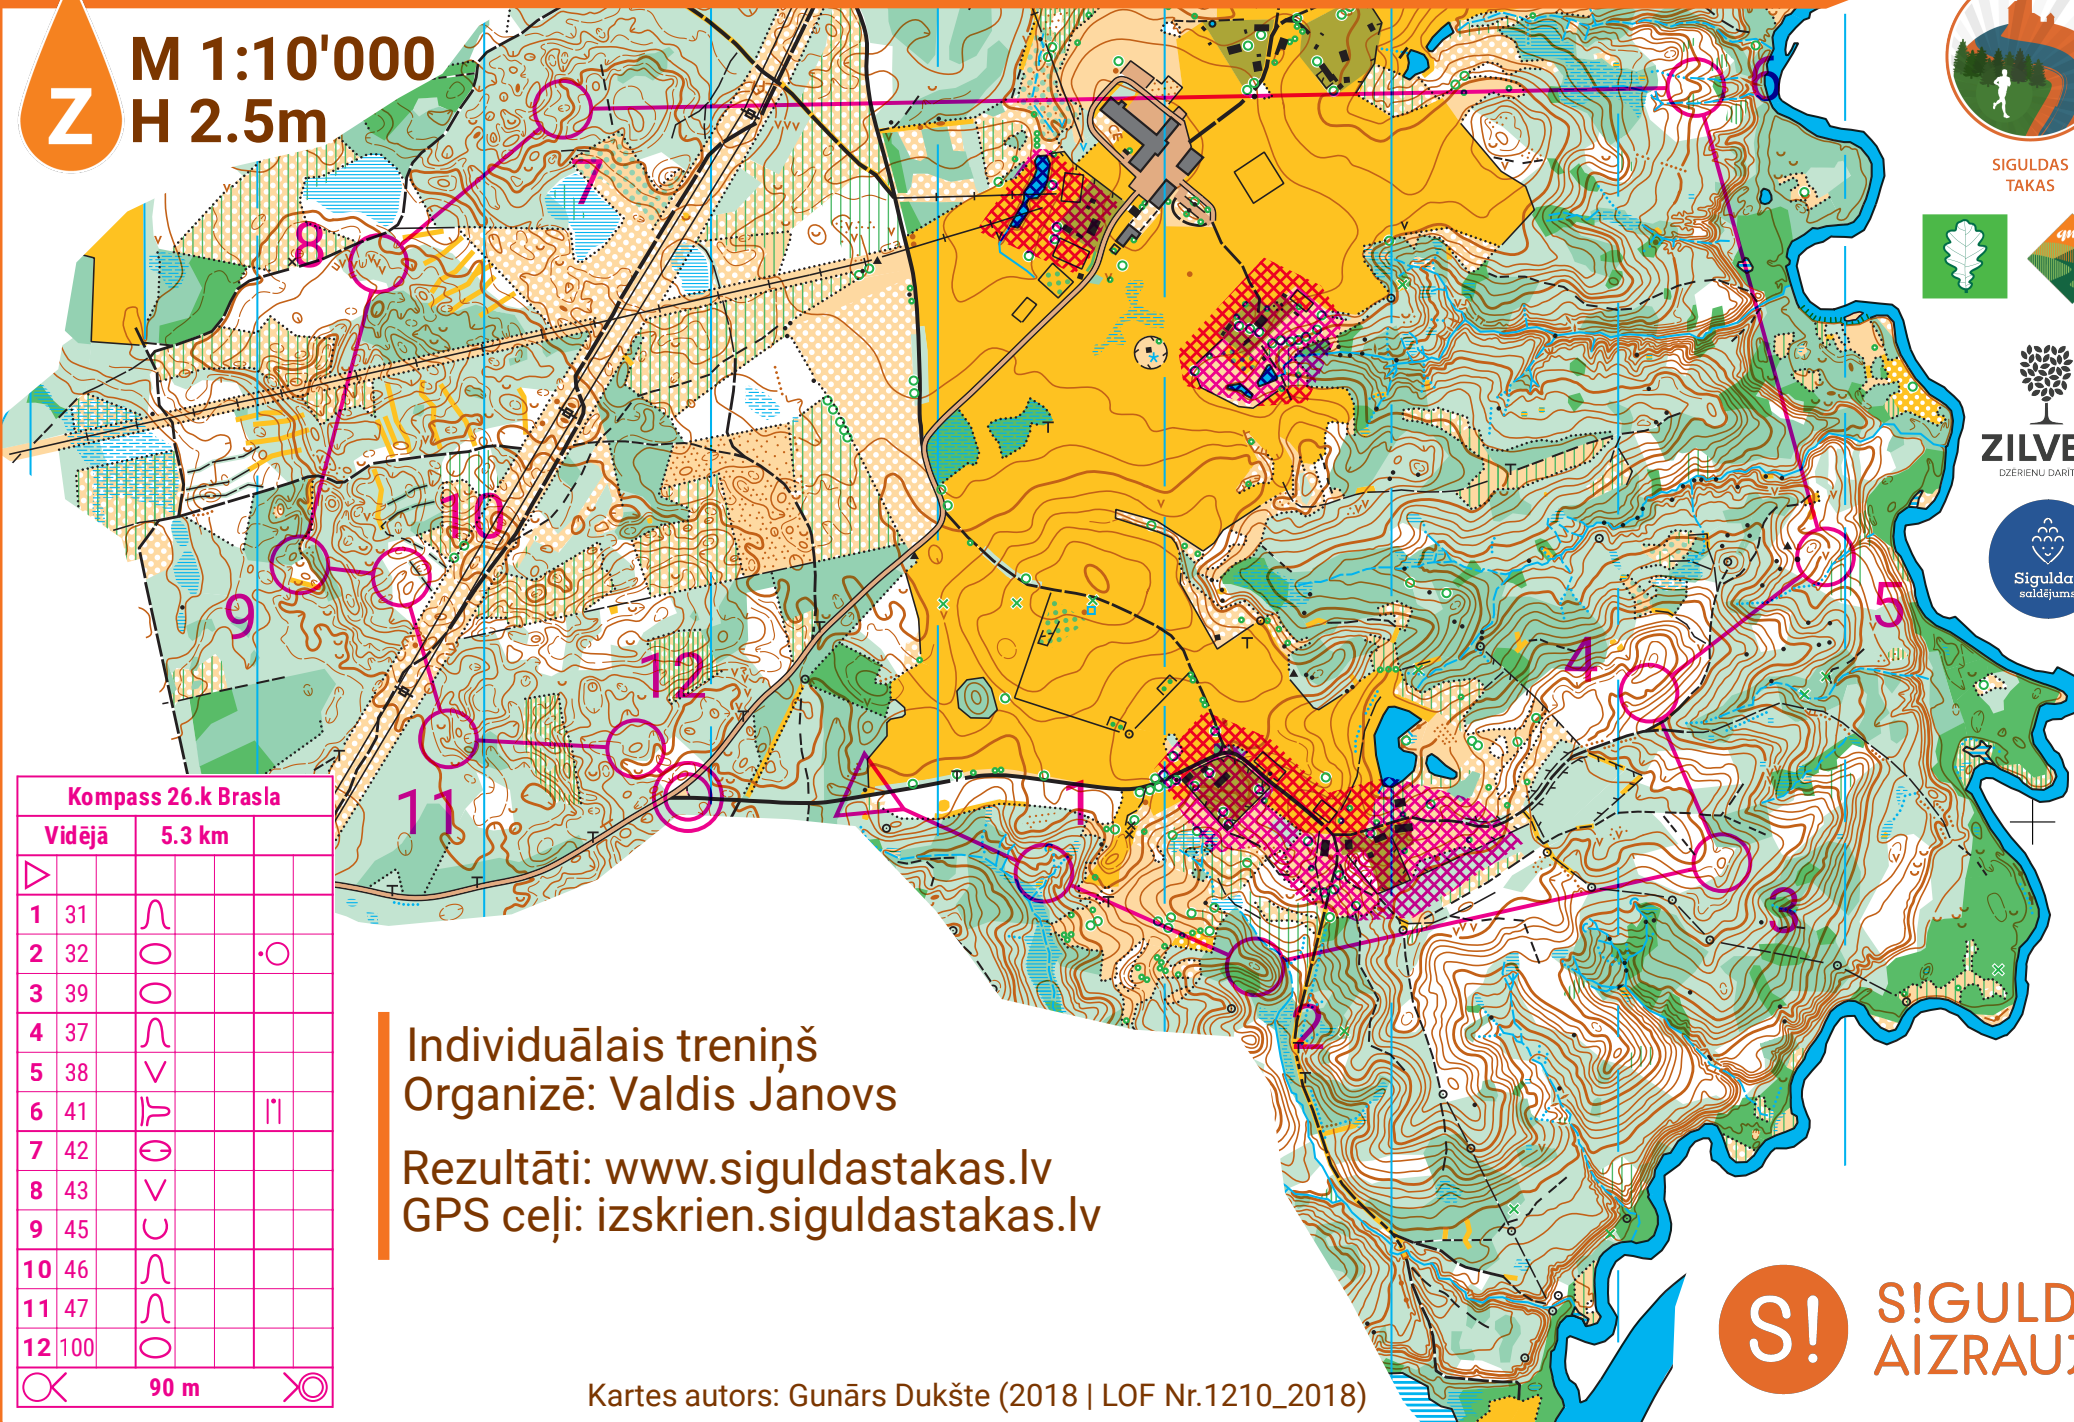 M 1:10'000
H 2.5m
Z
SIGULDAS
TAKAS
ZILVE
DZĒRIENU DARĪT
Sigulda
saldējums
6
7
8
5
4
10
9
12
11
1
3
2
Kompass 26.k Brasla
Vidējā 5.3 km
1 31
2 32
3 39
4 37
5 38
6 41
7 42
8 43
9 45
10 46
11 47
12 100
90 m
Individuālais treniņš
Organizē: Valdis Janovs
Rezultāti: www.siguldastakas.lv
GPS ceļi: izskrien.siguldastakas.lv
Kartes autors: Gunārs Dukšte (2018 | LOF Nr.1210_2018)
S!
S!GULD
AIZRAU